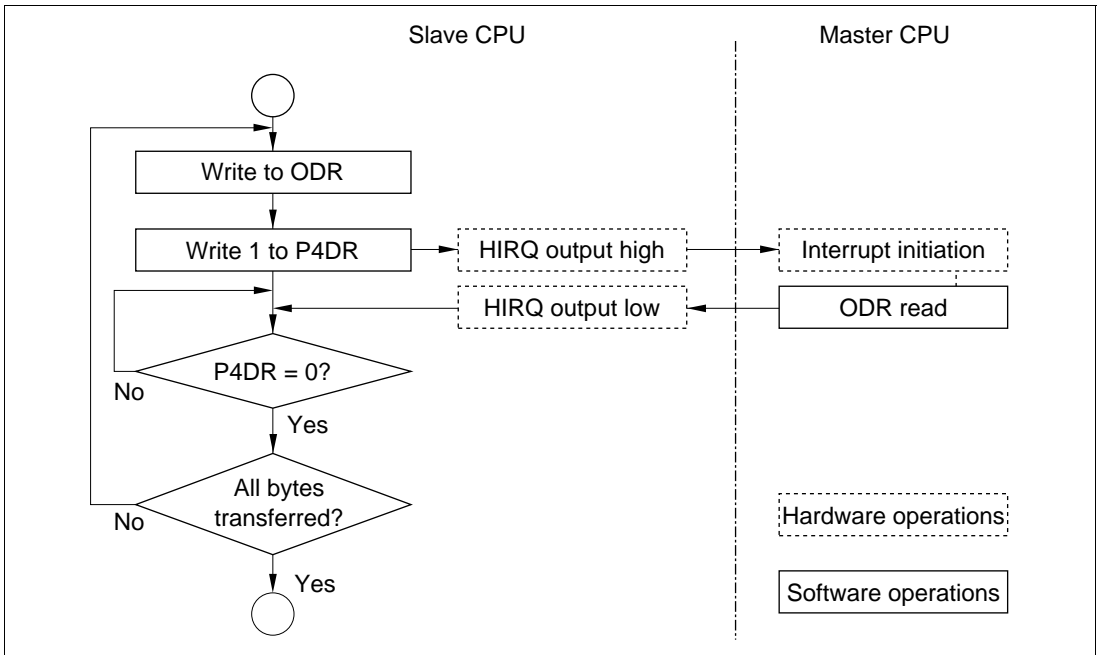 Slave CPU
Master CPU
Write to ODR
Write 1 to P4DR
HIRQ output high
Interrupt initiation
HIRQ output low
ODR read
P4DR = 0?
No
Yes
All bytes
transferred?
No
Yes
Hardware operations
Software operations